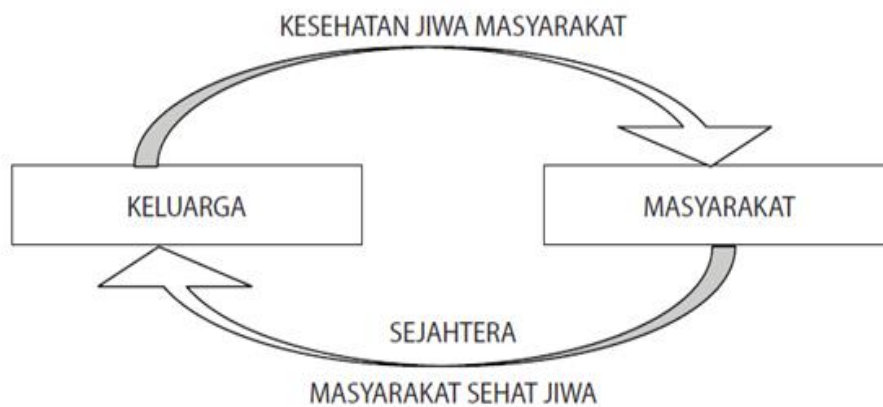 KESEHATAN JIWA MASYARAKAT
KELUARGA
MASYARAKAT
SEJAHTERA
MASYARAKAT SEHAT JIWA